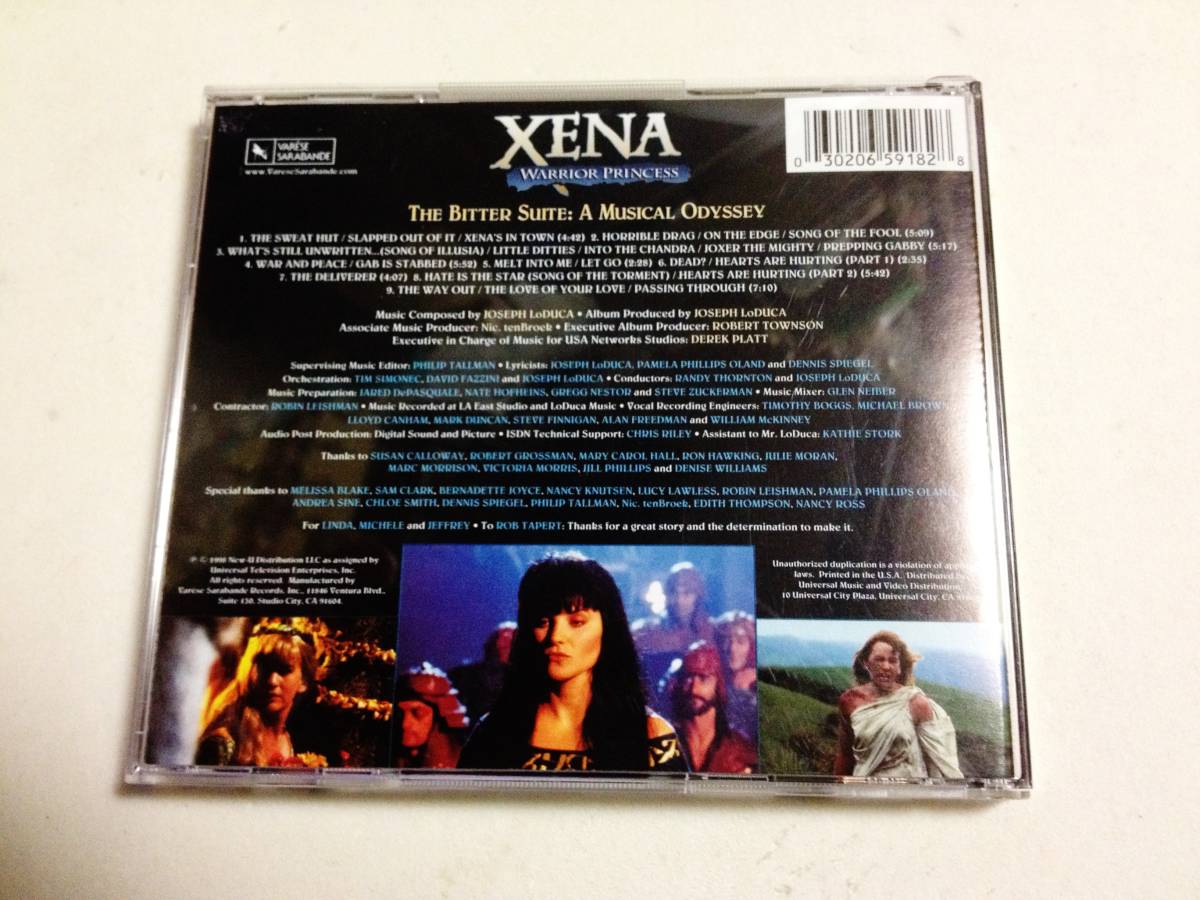 VARÈSE
SARABANDE
www.VareseSarabande.com
XENA
WARRIOR PRINCESS
0 30206 59182 8
THE BITTER SUITE: A MUSICAL ODYSSEY
1. THE SWEAT HUT / SLAPPED OUT OF IT / XENA'S IN TOWN (4:42) 2. HORRIBLE DRAG / ON THE EDGE / SONG OF THE FOOL (5:09)
3. WHAT'S STILL UNWRITTEN...(SONG OF ILLUSIA) / LITTLE DITTIES / INTO THE CHANDRA / JOXER THE MIGHTY / PREPPING GABBY (5:17)
4. WAR AND PEACE / GAB IS STABBED (5:52) 5. MELT INTO ME / LET GO (2:28) 6. DEAD? / HEARTS ARE HURTING (PART 1) (2:35)
7. THE DELIVERER (4:07) 8. HATE IS THE STAR (SONG OF THE TORMENT) / HEARTS ARE HURTING (PART 2) (5:42)
9. THE WAY OUT / THE LOVE OF YOUR LOVE / PASSING THROUGH (7:10)
Music Composed by JOSEPH LoDUCA • Album Produced by JOSEPH LoDUCA
Associate Music Producer: Nic. tenBroek • Executive Album Producer: ROBERT TOWNSON
Executive in Charge of Music for USA Networks Studios: DEREK PLATT
Supervising Music Editor: PHILIP TALLMAN • Lyricists: JOSEPH LoDUCA, PAMELA PHILLIPS OLAND and DENNIS SPIEGEL
Orchestration: TIM SIMONEC, DAVID FAZZINI and JOSEPH LoDUCA • Conductors: RANDY THORNTON and JOSEPH LoDUCA
Music Preparation: JARED DePASQUALE, NATE HOFHEINS, GREGG NESTOR and STEVE ZUCKERMAN • Music Mixer: GLEN NEIBER
Contractor: ROBIN LEISHMAN • Music Recorded at LA East Studio and LoDuca Music • Vocal Recording Engineers: TIMOTHY BOGGS, MICHAEL BROWN,
LLOYD CANHAM, MARK DUNCAN, STEVE FINNIGAN, ALAN FREEDMAN and WILLIAM McKINNEY
Audio Post Production: Digital Sound and Picture • ISDN Technical Support: CHRIS RILEY • Assistant to Mr. LoDuca: KATHIE STORK
Thanks to SUSAN CALLOWAY, ROBERT GROSSMAN, MARY CAROL HALL, RON HAWKING, JULIE MORAN,
MARC MORRISON, VICTORIA MORRIS, JILL PHILLIPS and DENISE WILLIAMS
Special thanks to MELISSA BLAKE, SAM CLARK, BERNADETTE JOYCE, NANCY KNUTSEN, LUCY LAWLESS, ROBIN LEISHMAN, PAMELA PHILLIPS OLAND,
ANDREA SINE, CHLOE SMITH, DENNIS SPIEGEL, PHILIP TALLMAN, Nic. tenBroek, EDITH THOMPSON, NANCY ROSS
For LINDA, MICHELE and JEFFREY • To ROB TAPERT: Thanks for a great story and the determination to make it.
℗ © 1998 New-U Distribution LLC as assigned by
Universal Television Enterprises, Inc.
All rights reserved. Manufactured by
Varese Sarabande Records, Inc., 11846 Ventura Blvd.,
Suite 130, Studio City, CA 91604.
Unauthorized duplication is a violation of
laws. Printed in the U.S.A. Distributed
Universal Music and Video Distribution,
10 Universal City Plaza, Universal City, CA